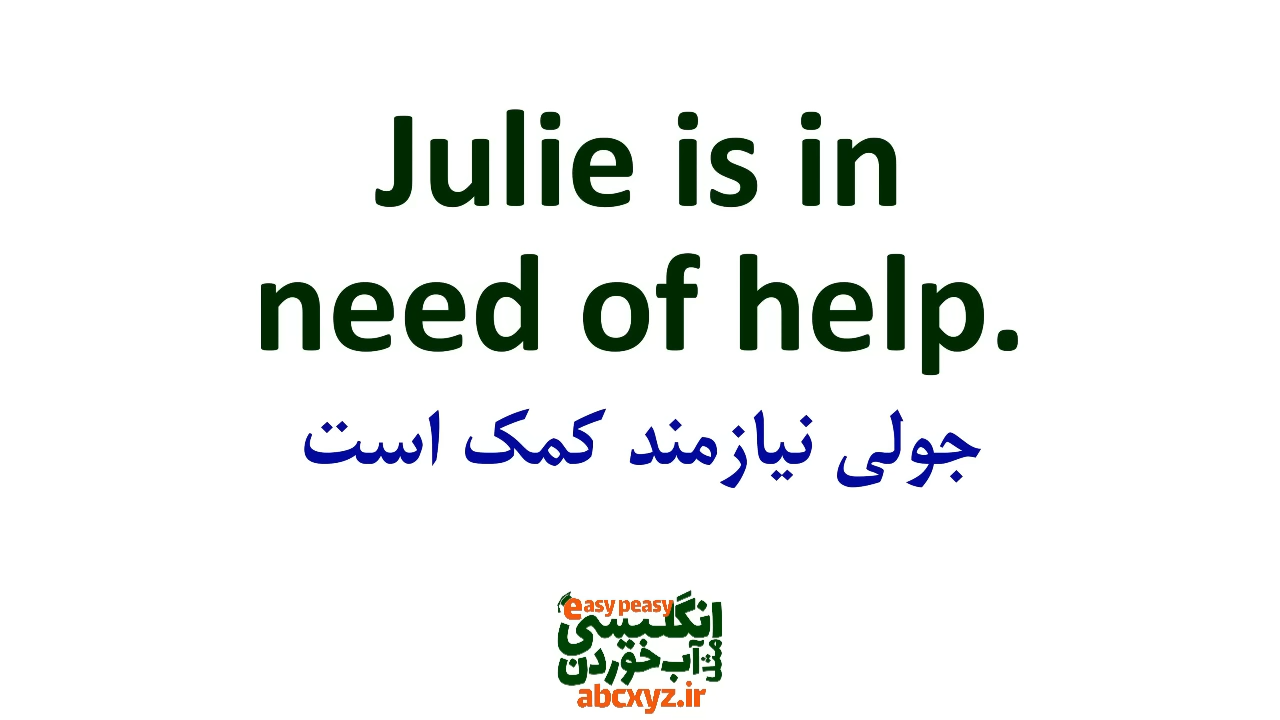 Julie is in
need of help.
جولی نیازمند کمک است
easy peasy
انگلیسی
مثل آب خوردن
abcxyz.ir